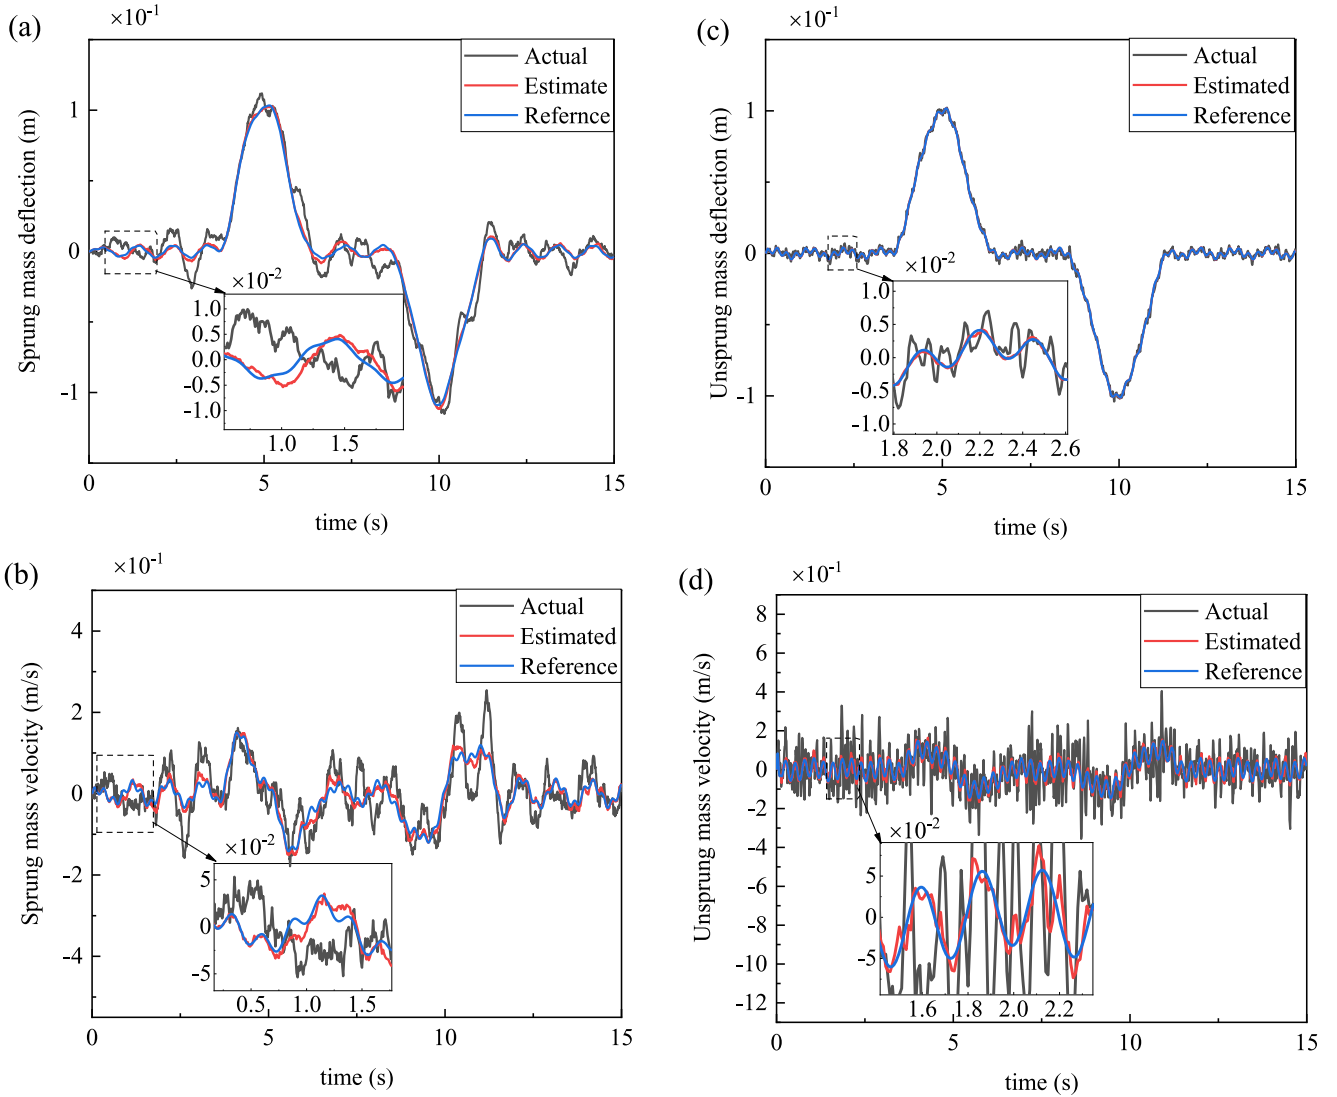 (a)
×10-1
Sprung mass deflection (m)
Actual
Estimate
Refernce
1
0
-1
×10-2
1.0
0.5
0.0
-0.5
-1.0
1.0 1.5
0 5 10 15
time (s)
(c)
×10-1
Unsprung mass deflection (m)
Actual
Estimated
Reference
1
0
-1
×10-2
1.0
0.5
0.0
-0.5
-1.0
1.8 2.0 2.2 2.4 2.6
0 5 10 15
time (s)
(b)
×10-1
Sprung mass velocity (m/s)
Actual
Estimated
Reference
4
2
0
-2
-4
×10-2
5
0
-5
0.5 1.0 1.5
0 5 10 15
time (s)
(d)
×10-1
Unsprung mass velocity (m/s)
Actual
Estimated
Reference
8
6
4
2
0
-2
-4
-6
-8
-10
-12
×10-2
5
0
-5
1.6 1.8 2.0 2.2
0 5 10 15
time (s)